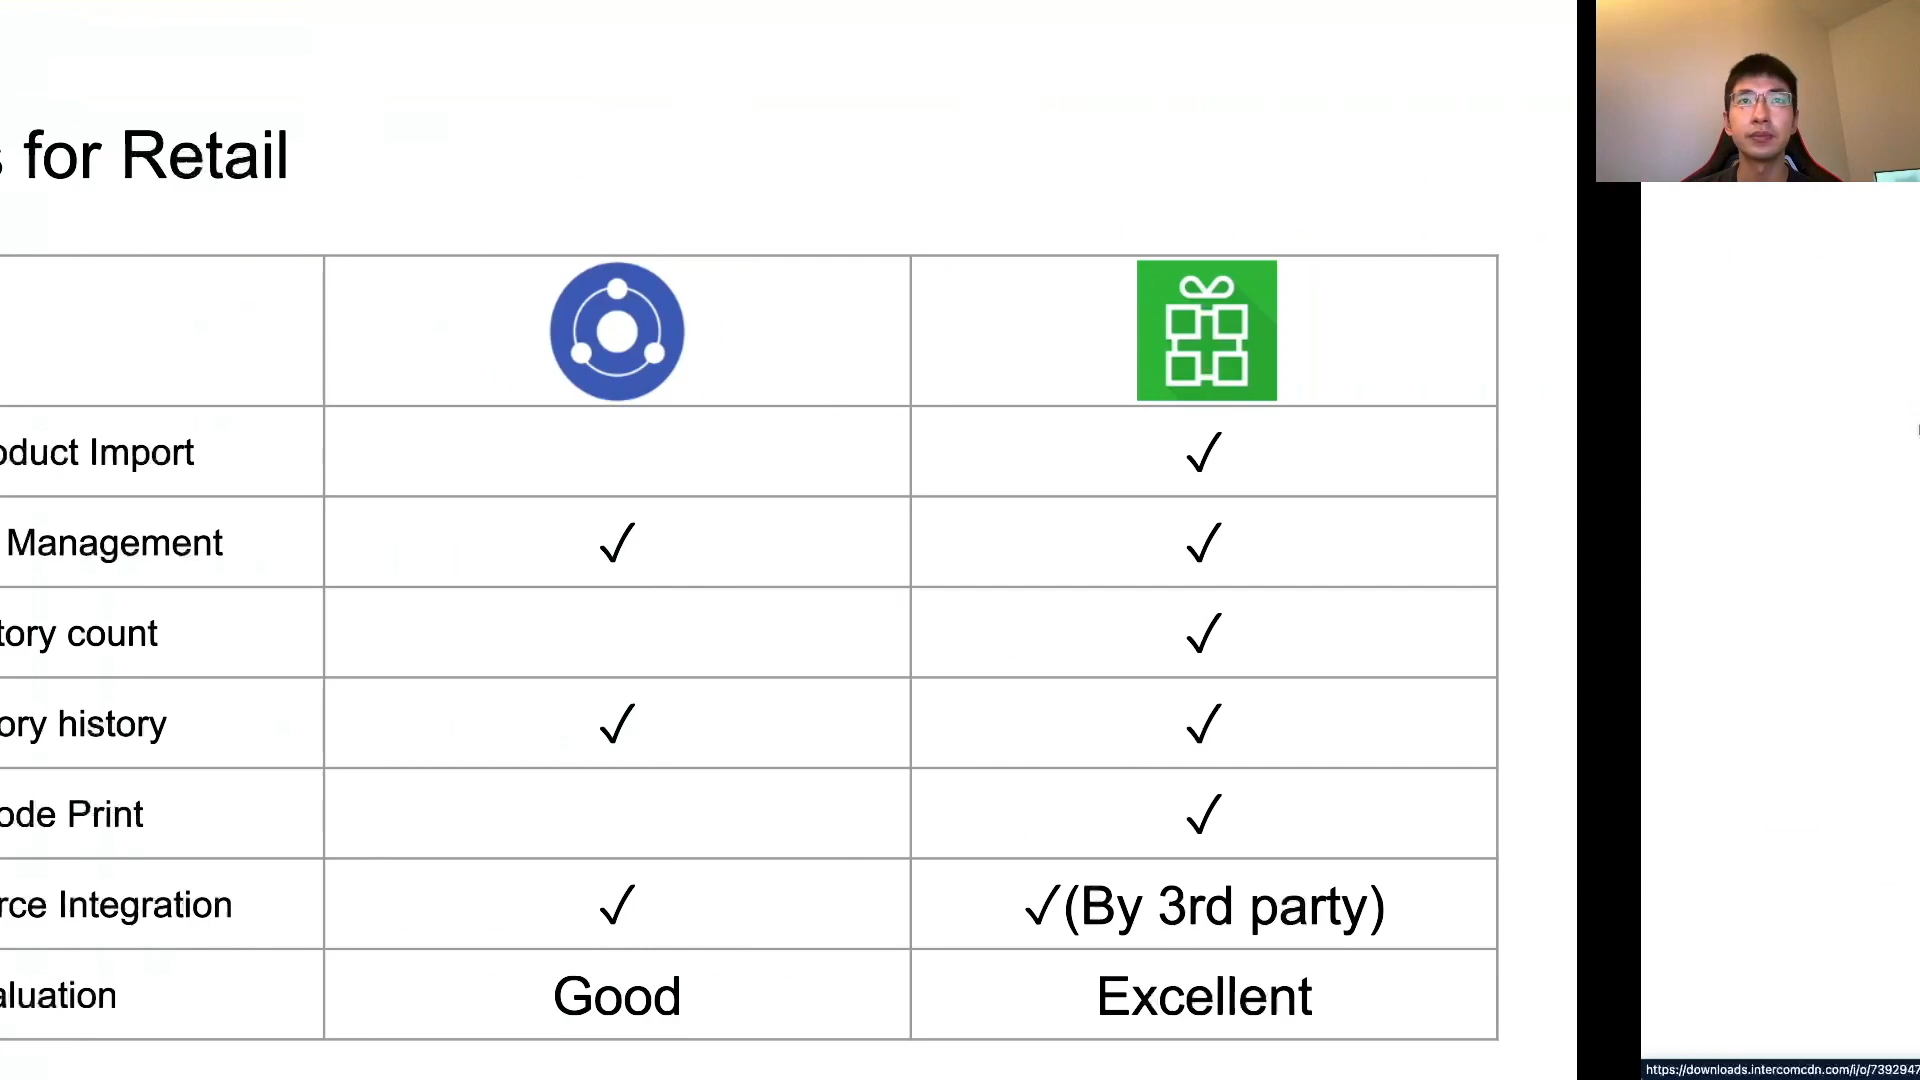 s for Retail
oduct Import ✓
Management ✓ ✓
tory count ✓
ory history ✓ ✓
ode Print ✓
rce Integration ✓ ✓(By 3rd party)
aluation Good Excellent
https://downloads.intercomcdn.com/i/o/7392947